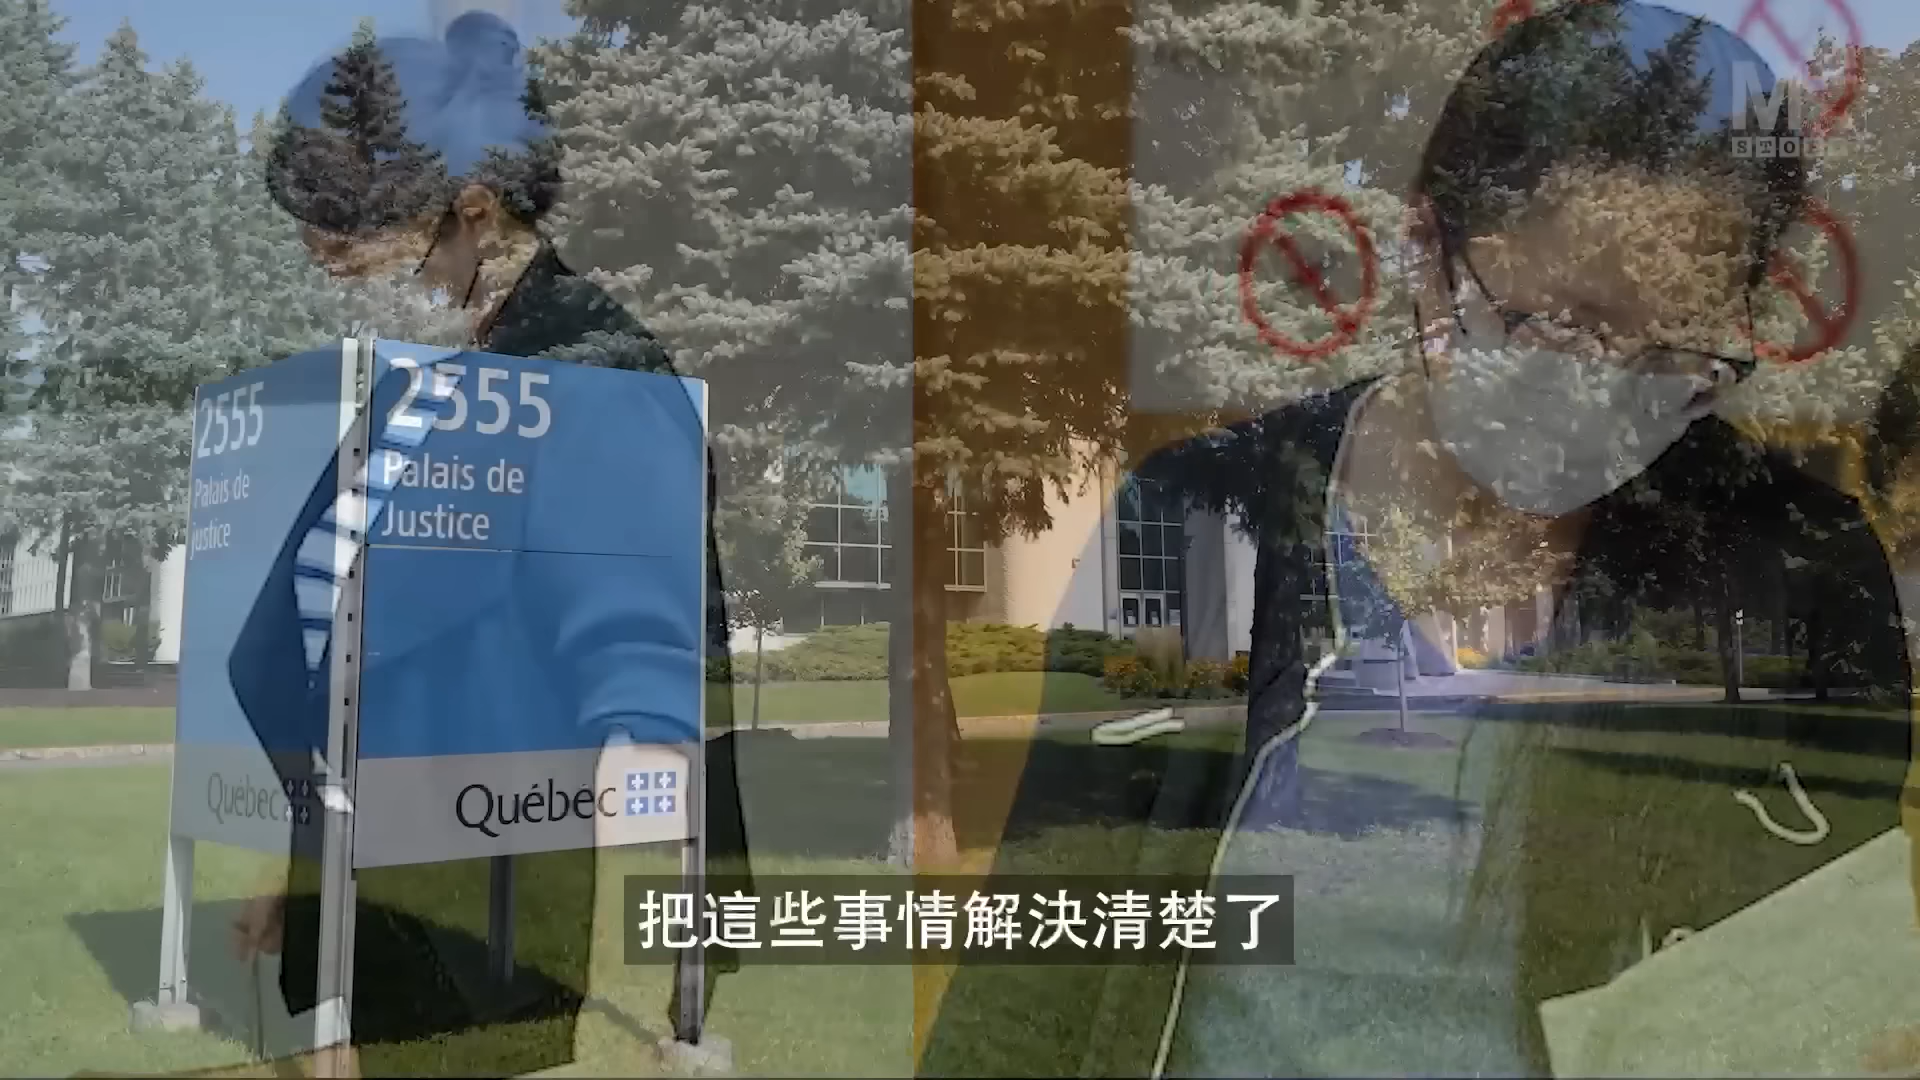 2555
Palais de
justice
Québec
2555
Palais de
Justice
Québec
把這些事情解決清楚了